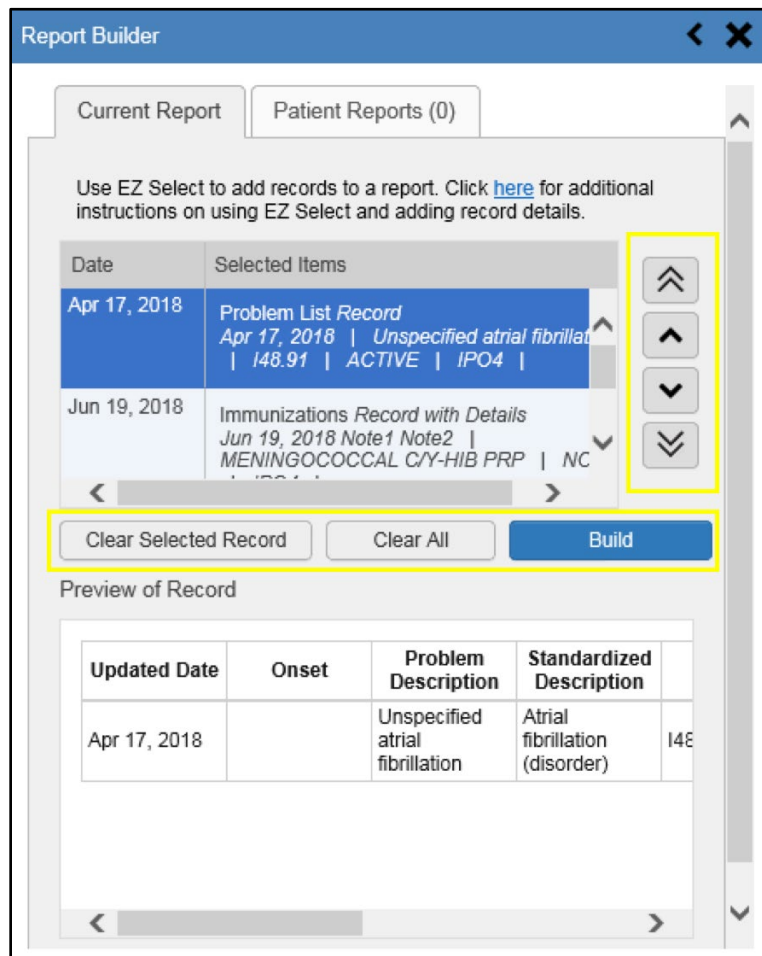 Report Builder
Current Report
Patient Reports (0)
Use EZ Select to add records to a report. Click here for additional
instructions on using EZ Select and adding record details.
Date
Selected Items
Apr 17, 2018
Problem List Record
Apr 17, 2018 | Unspecified atrial fibrillat
| I48.91 | ACTIVE | IPO4 |
Jun 19, 2018
Immunizations Record with Details
Jun 19, 2018 Note1 Note2 |
MENINGOCOCCAL C/Y-HIB PRP | NC
Clear Selected Record
Clear All
Build
Preview of Record
Updated Date
Onset
Problem
Description
Standardized
Description
Apr 17, 2018
Unspecified
atrial
fibrillation
Atrial
fibrillation
(disorder)
I48